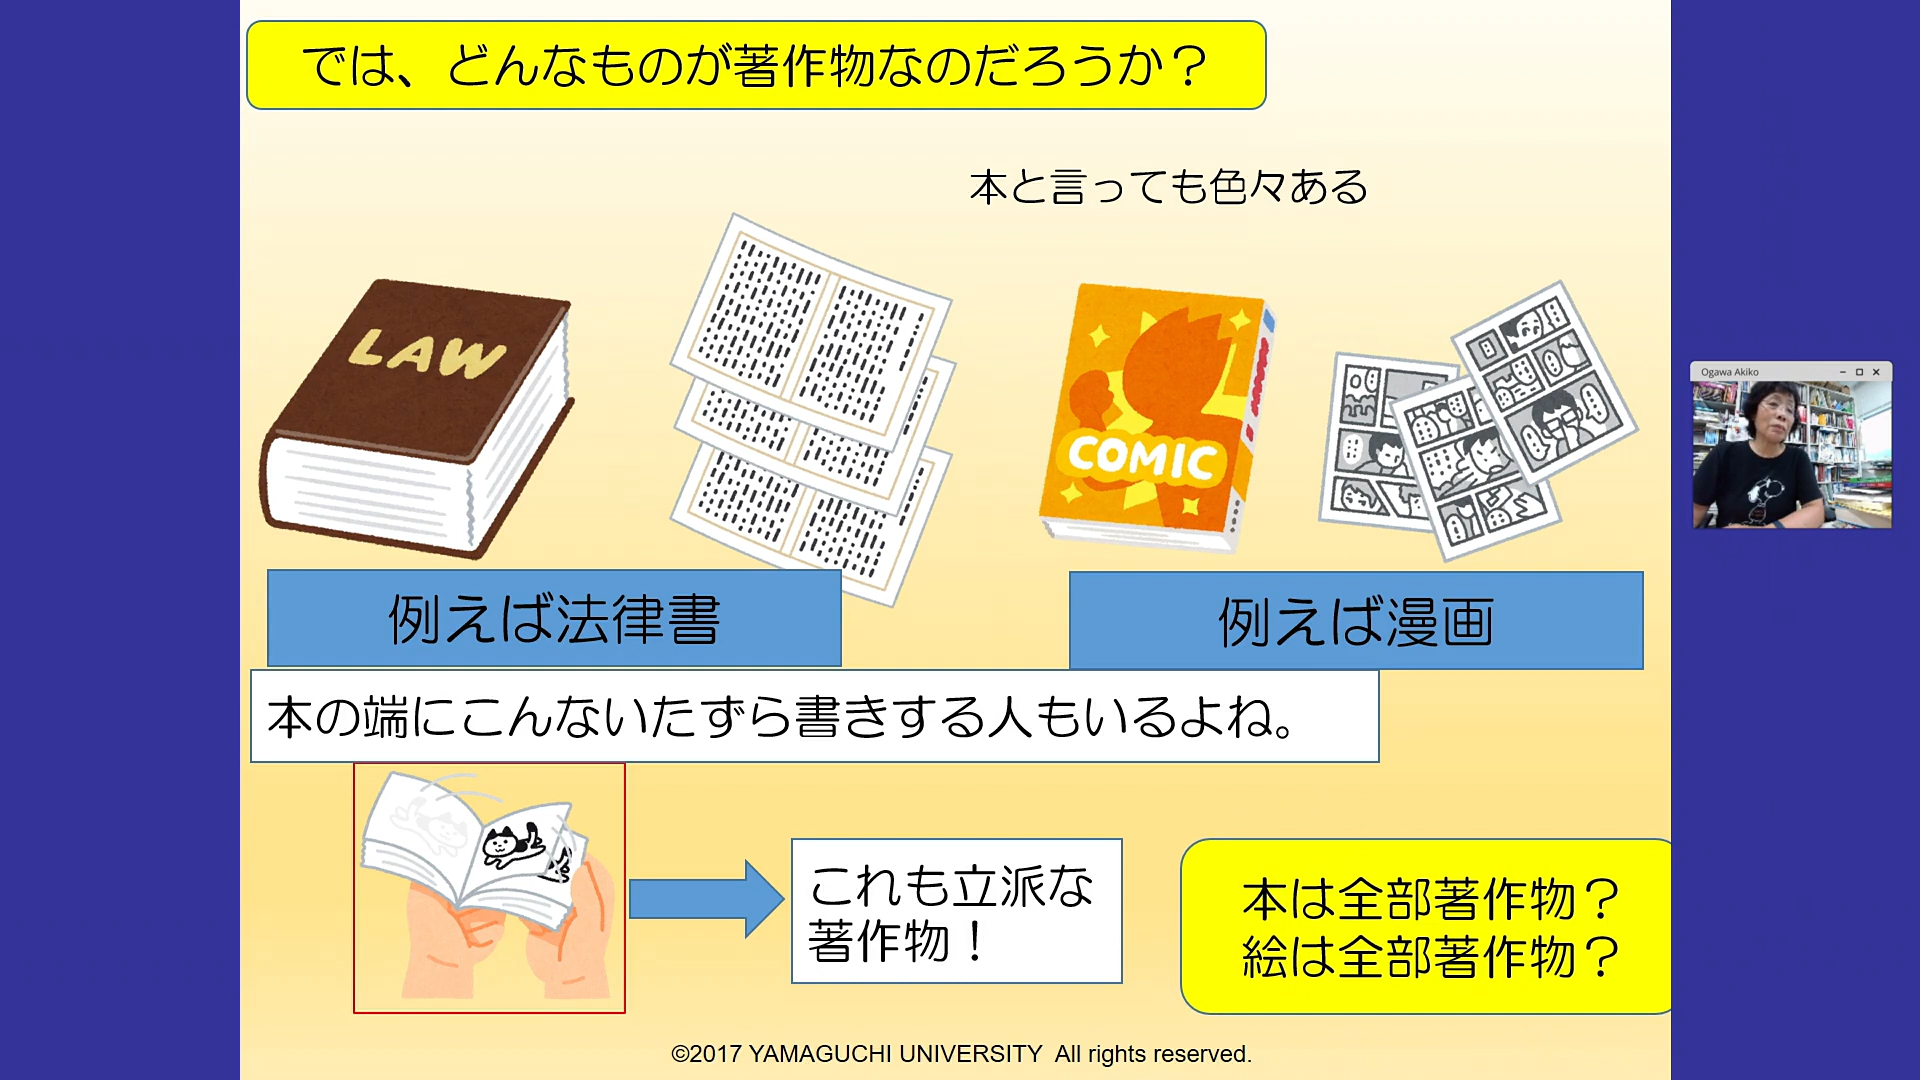 では、どんなものが著作物なのだろうか？
本と言っても色々ある
LAW
COMIC
例えば法律書
例えば漫画
本の端にこんないたずら書きする人もいるよね。
これも立派な
著作物！
本は全部著作物？
絵は全部著作物？
©2017 YAMAGUCHI UNIVERSITY All rights reserved.
Ogawa Akiko